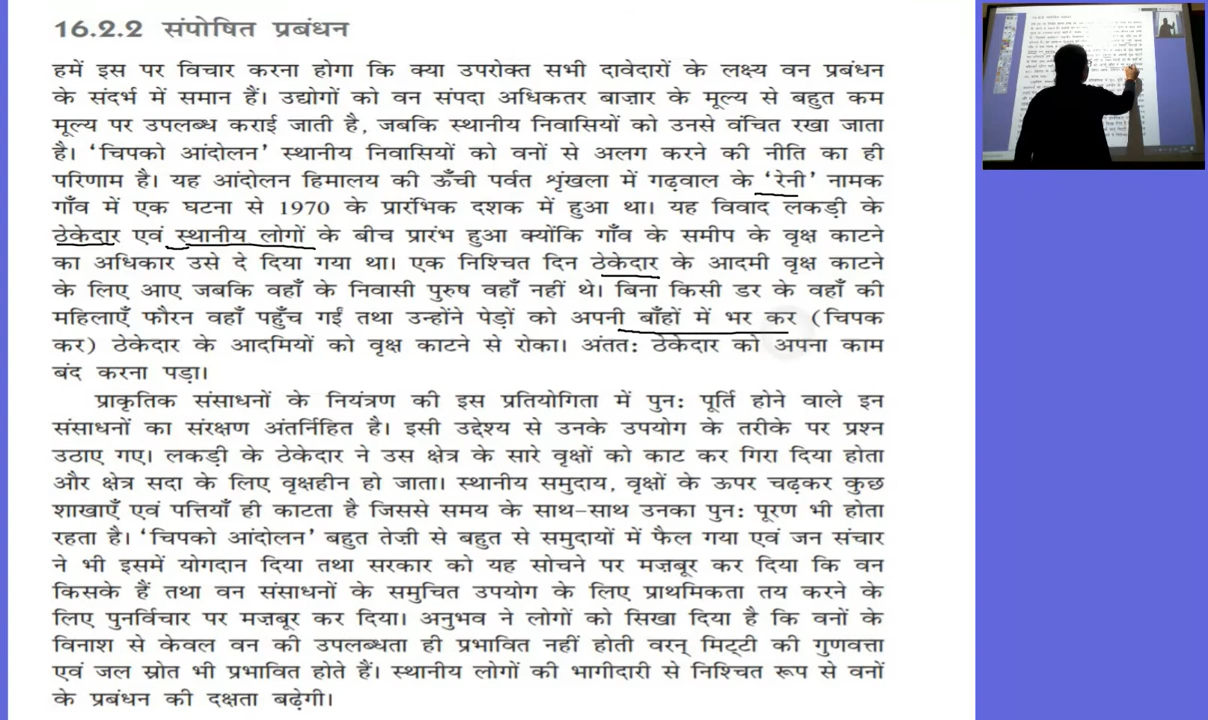 16.2.2 संपोषित प्रबंधन
हमें इस पर विचार करना होगा कि क्या उपरोक्त सभी दावेदारों के लक्ष्य वन प्रबंधन
के संदर्भ में समान हैं। उद्योगों को वन संपदा अधिकतर बाज़ार के मूल्य से बहुत कम
मूल्य पर उपलब्ध कराई जाती है, जबकि स्थानीय निवासियों को उनसे वंचित रखा जाता
है। ‘चिपको आंदोलन’ स्थानीय निवासियों को वनों से अलग करने की नीति का ही
परिणाम है। यह आंदोलन हिमालय की ऊँची पर्वत शृंखला में गढ़वाल के ‘रेनी’ नामक
गाँव में एक घटना से 1970 के प्रारंभिक दशक में हुआ था। यह विवाद लकड़ी के
ठेकेदार एवं स्थानीय लोगों के बीच प्रारंभ हुआ क्योंकि गाँव के समीप के वृक्ष काटने
का अधिकार उसे दे दिया गया था। एक निश्चित दिन ठेकेदार के आदमी वृक्ष काटने
के लिए आए जबकि वहाँ के निवासी पुरुष वहाँ नहीं थे। बिना किसी डर के वहाँ की
महिलाएँ फौरन वहाँ पहुँच गईं तथा उन्होंने पेड़ों को अपनी बाँहों में भर कर (चिपक
कर) ठेकेदार के आदमियों को वृक्ष काटने से रोका। अंतत: ठेकेदार को अपना काम
बंद करना पड़ा।
प्राकृतिक संसाधनों के नियंत्रण की इस प्रतियोगिता में पुन: पूर्ति होने वाले इन
संसाधनों का संरक्षण अंतर्निहित है। इसी उद्देश्य से उनके उपयोग के तरीके पर प्रश्न
उठाए गए। लकड़ी के ठेकेदार ने उस क्षेत्र के सारे वृक्षों को काट कर गिरा दिया होता
और क्षेत्र सदा के लिए वृक्षहीन हो जाता। स्थानीय समुदाय, वृक्षों के ऊपर चढ़कर कुछ
शाखाएँ एवं पत्तियाँ ही काटता है जिससे समय के साथ-साथ उनका पुन: पूरण भी होता
रहता है। ‘चिपको आंदोलन’ बहुत तेज़ी से बहुत से समुदायों में फैल गया एवं जन संचार
ने भी इसमें योगदान दिया तथा सरकार को यह सोचने पर मज़बूर कर दिया कि वन
किसके हैं तथा वन संसाधनों के समुचित उपयोग के लिए प्राथमिकता तय करने के
लिए पुनर्विचार पर मज़बूर कर दिया। अनुभव ने लोगों को सिखा दिया है कि वनों के
विनाश से केवल वन की उपलब्धता ही प्रभावित नहीं होती वरन् मिट्टी की गुणवत्ता
एवं जल स्रोत भी प्रभावित होते हैं। स्थानीय लोगों की भागीदारी से निश्चित रूप से वनों
के प्रबंधन की दक्षता बढ़ेगी।